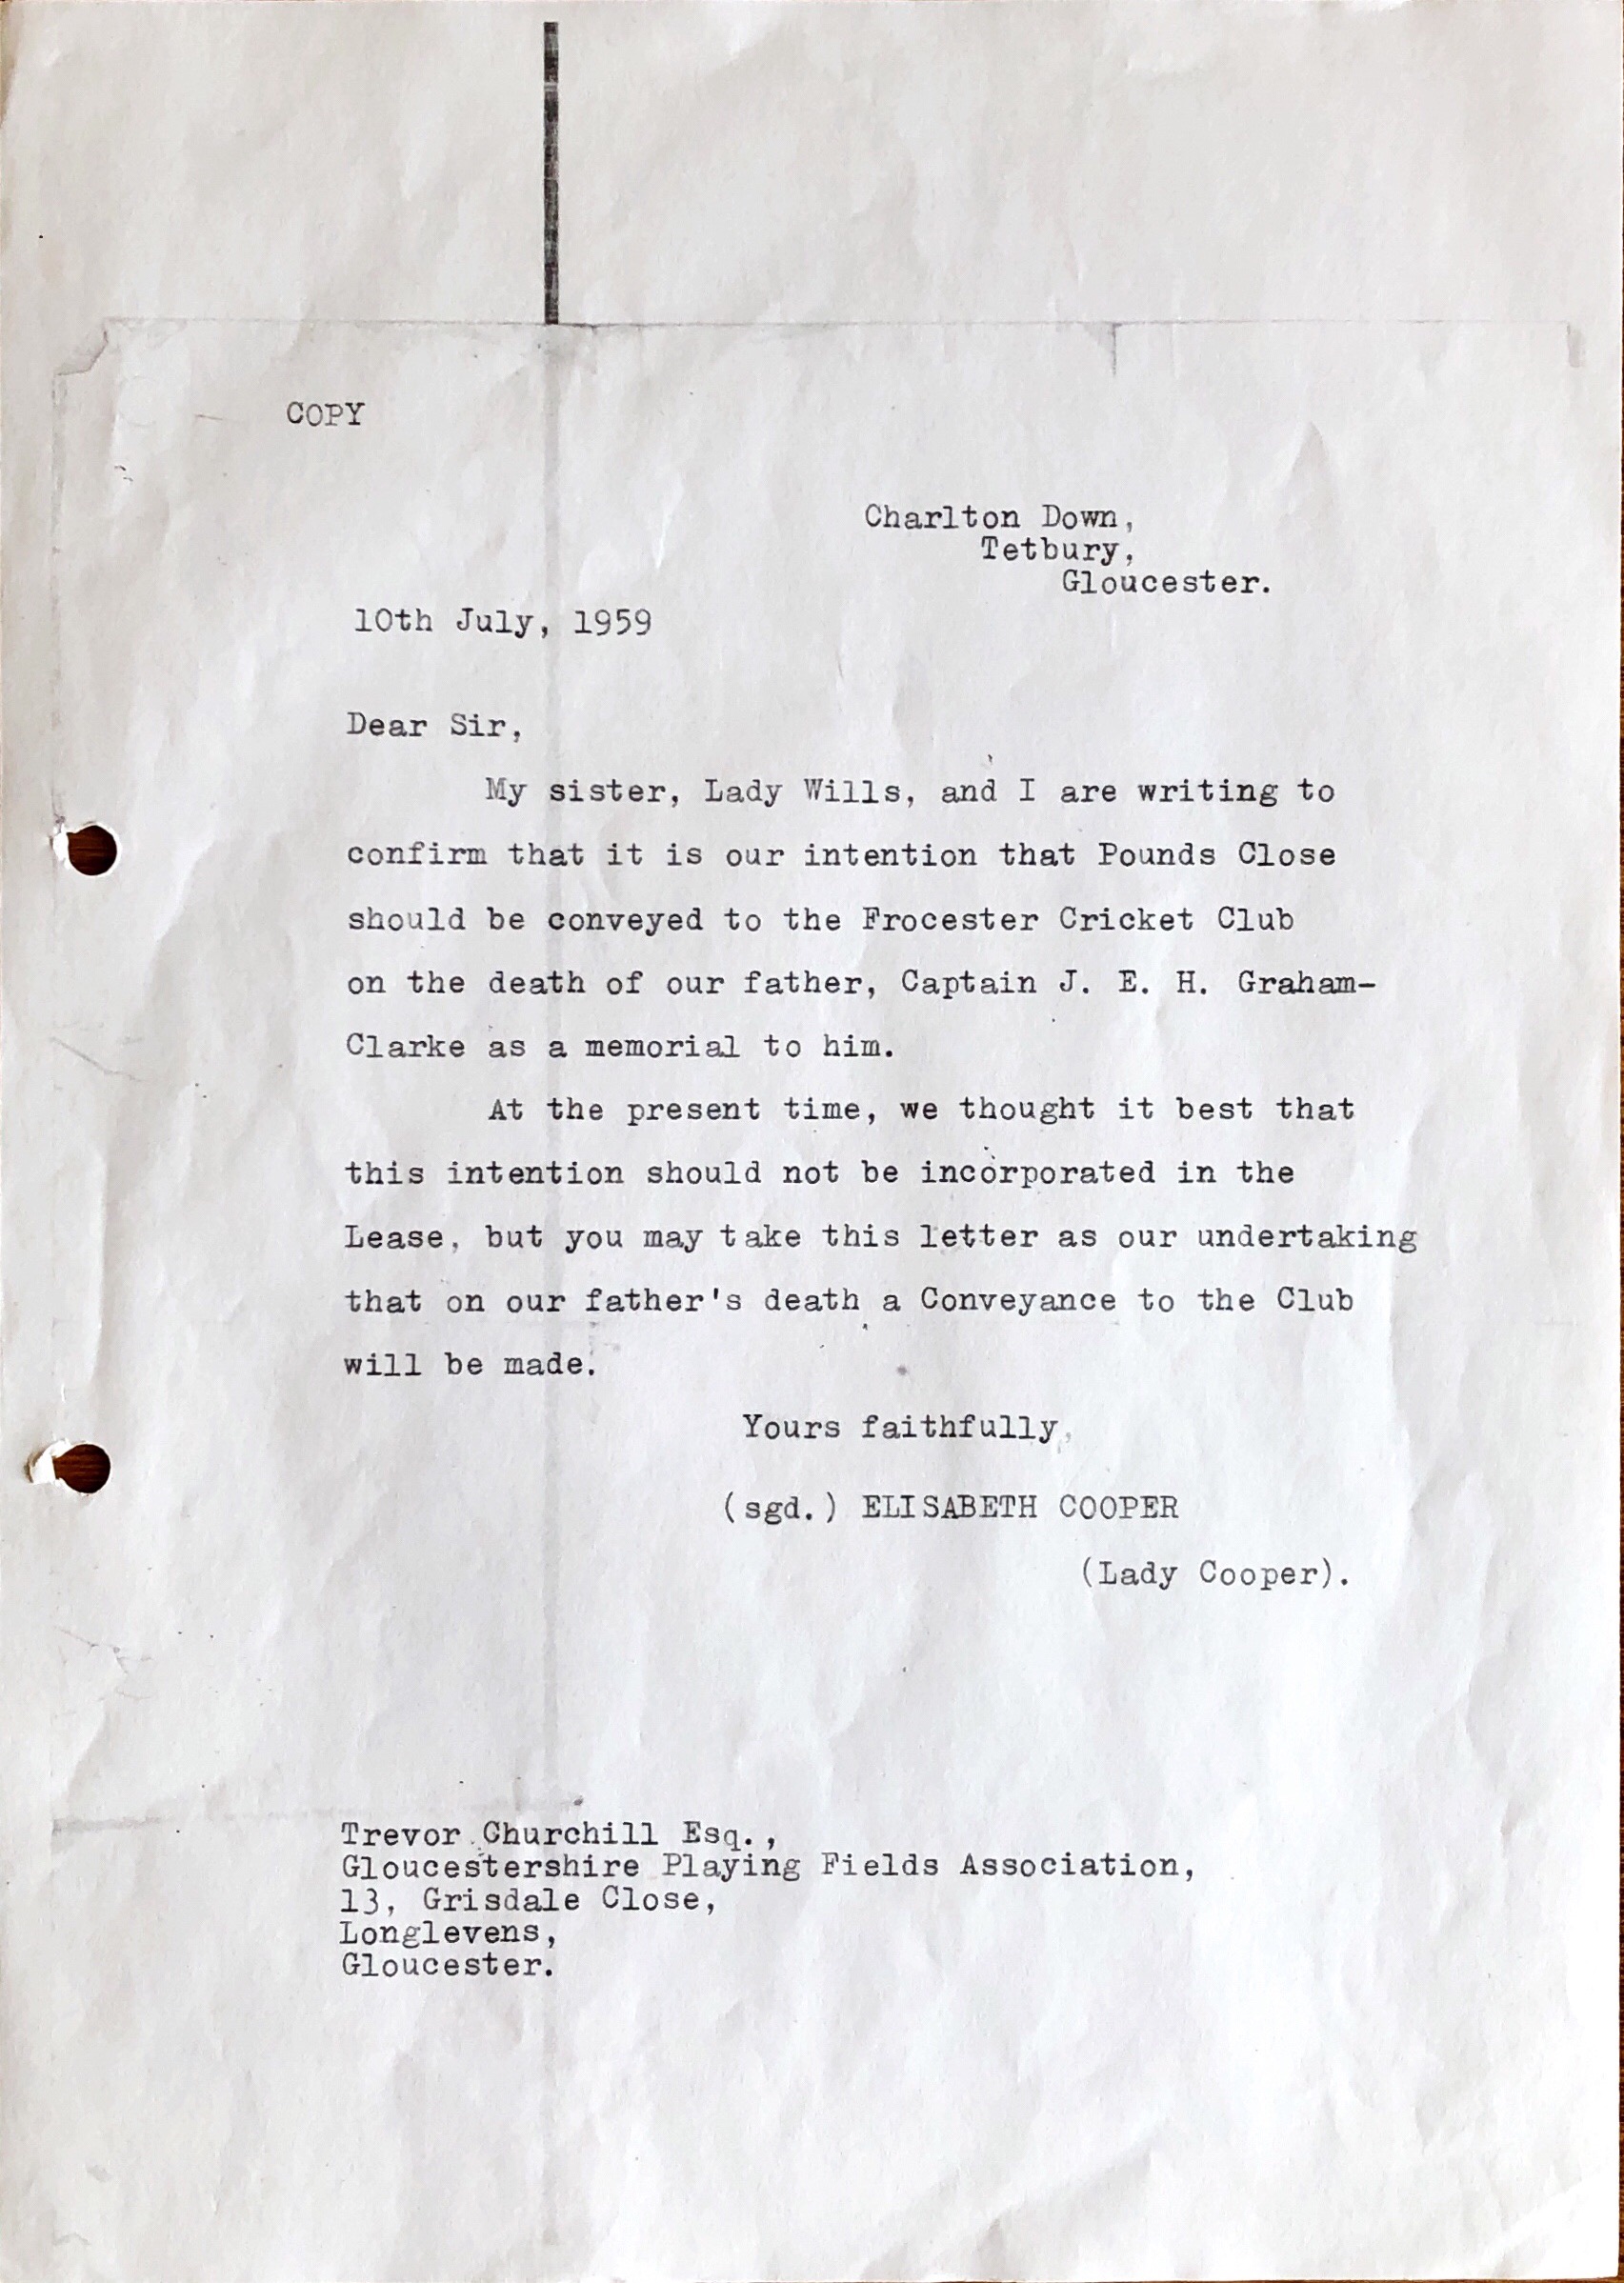 COPY
Charlton Down,
Tetbury,
Gloucester.
10th July, 1959
Dear Sir,
My sister, Lady Wills, and I are writing to
confirm that it is our intention that Pounds Close
should be conveyed to the Frocester Cricket Club
on the death of our father, Captain J. E. H. Graham-
Clarke as a memorial to him.
At the present time, we thought it best that
this intention should not be incorporated in the
Lease, but you may take this letter as our undertaking
that on our father's death a Conveyance to the Club
will be made.
Yours faithfully,
(sgd.) ELISABETH COOPER
(Lady Cooper).
Trevor Churchill Esq.,
Gloucestershire Playing Fields Association,
13, Grisdale Close,
Longlevens,
Gloucester.